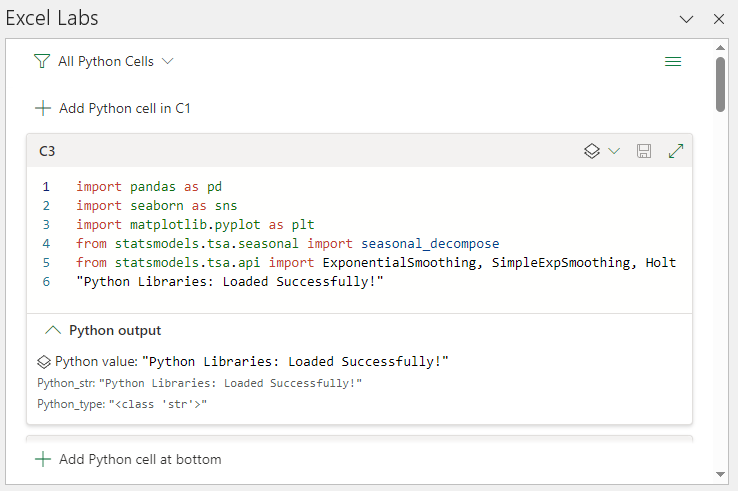 Excel Labs
All Python Cells
Add Python cell in C1
C3
1 import pandas as pd
2 import seaborn as sns
3 import matplotlib.pyplot as plt
4 from statsmodels.tsa.seasonal import seasonal_decompose
5 from statsmodels.tsa.api import ExponentialSmoothing, SimpleExpSmoothing, Holt
6 "Python Libraries: Loaded Successfully!"
Python output
Python value: "Python Libraries: Loaded Successfully!"
Python_str: "Python Libraries: Loaded Successfully!"
Python_type: "<class 'str'>"
Add Python cell at bottom